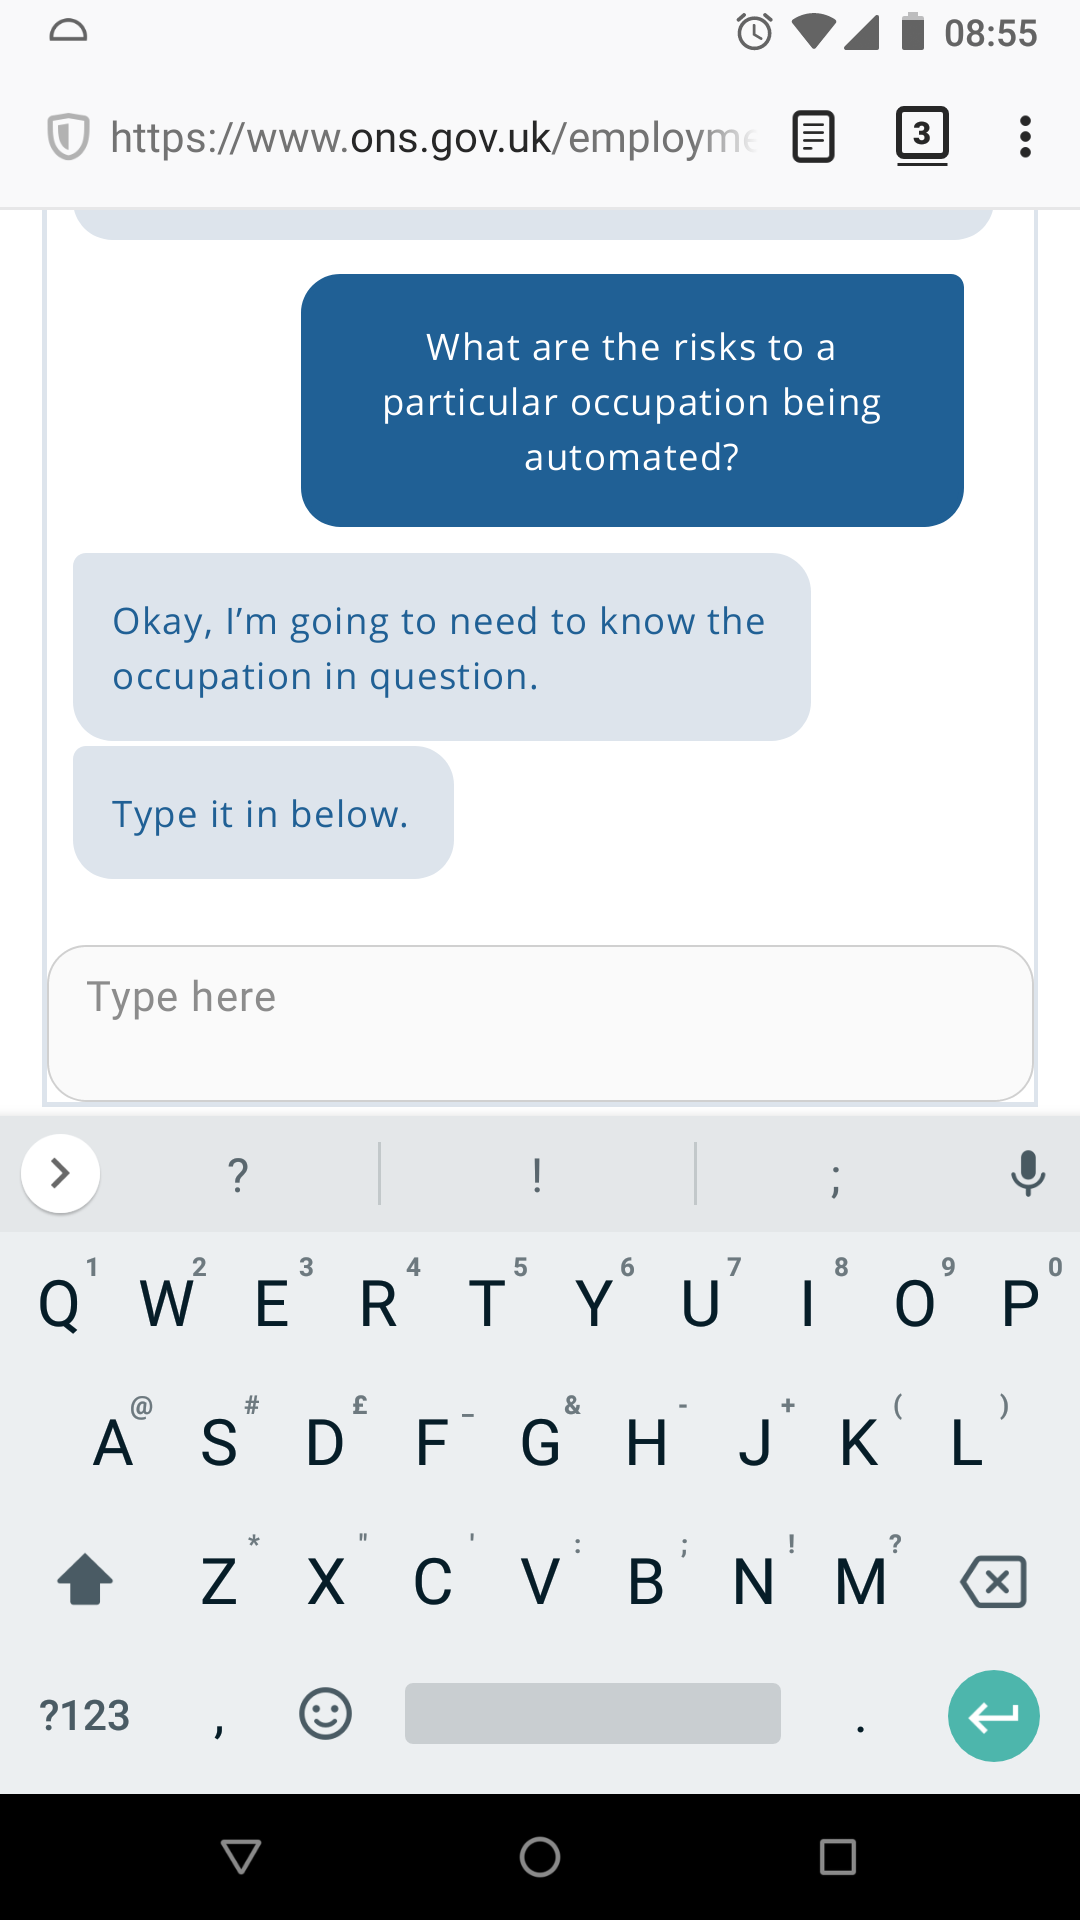 08:55
https://www.ons.gov.uk/employme
3
What are the risks to a
particular occupation being
automated?
Okay, I’m going to need to know the
occupation in question.
Type it in below.
Type here
? ! ;
1 2 3 4 5 6 7 8 9 0
Q W E R T Y U I O P
@ # £ _ & - + ( )
A S D F G H J K L
* " ' : ; ! ?
Z X C V B N M
?123 , .